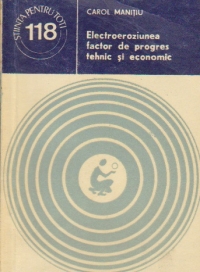 ȘTIINȚA PENTRU TOȚI
118
CAROL MANIȚIU
Electroeroziunea
factor de progres
tehnic și economic